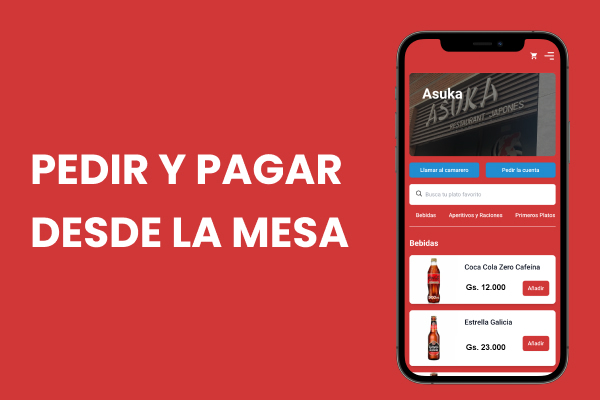 PEDIR Y PAGAR
DESDE LA MESA
Asuka
ASUKA
RESTAURANT JAPONES
Llamar al camarero
Pedir la cuenta
Busca tu plato favorito
Bebidas
Aperitivos y Raciones
Primeros Platos
Bebidas
Coca Cola Zero Cafeina
Gs. 12.000
Añadir
Estrella Galicia
Gs. 23.000
Añadir